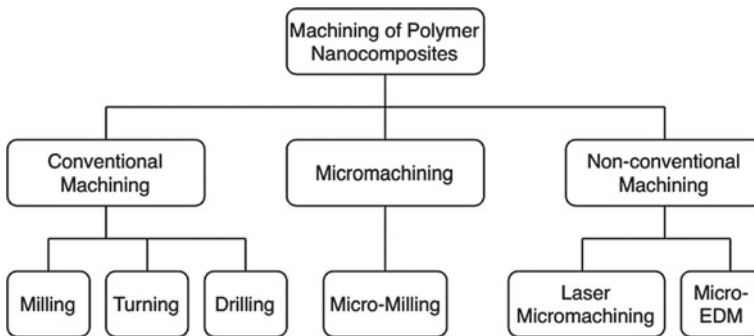 Machining of Polymer
Nanocomposites
Conventional
Machining
Micromachining
Non-conventional
Machining
Milling
Turning
Drilling
Micro-Milling
Laser
Micromachining
Micro-
EDM